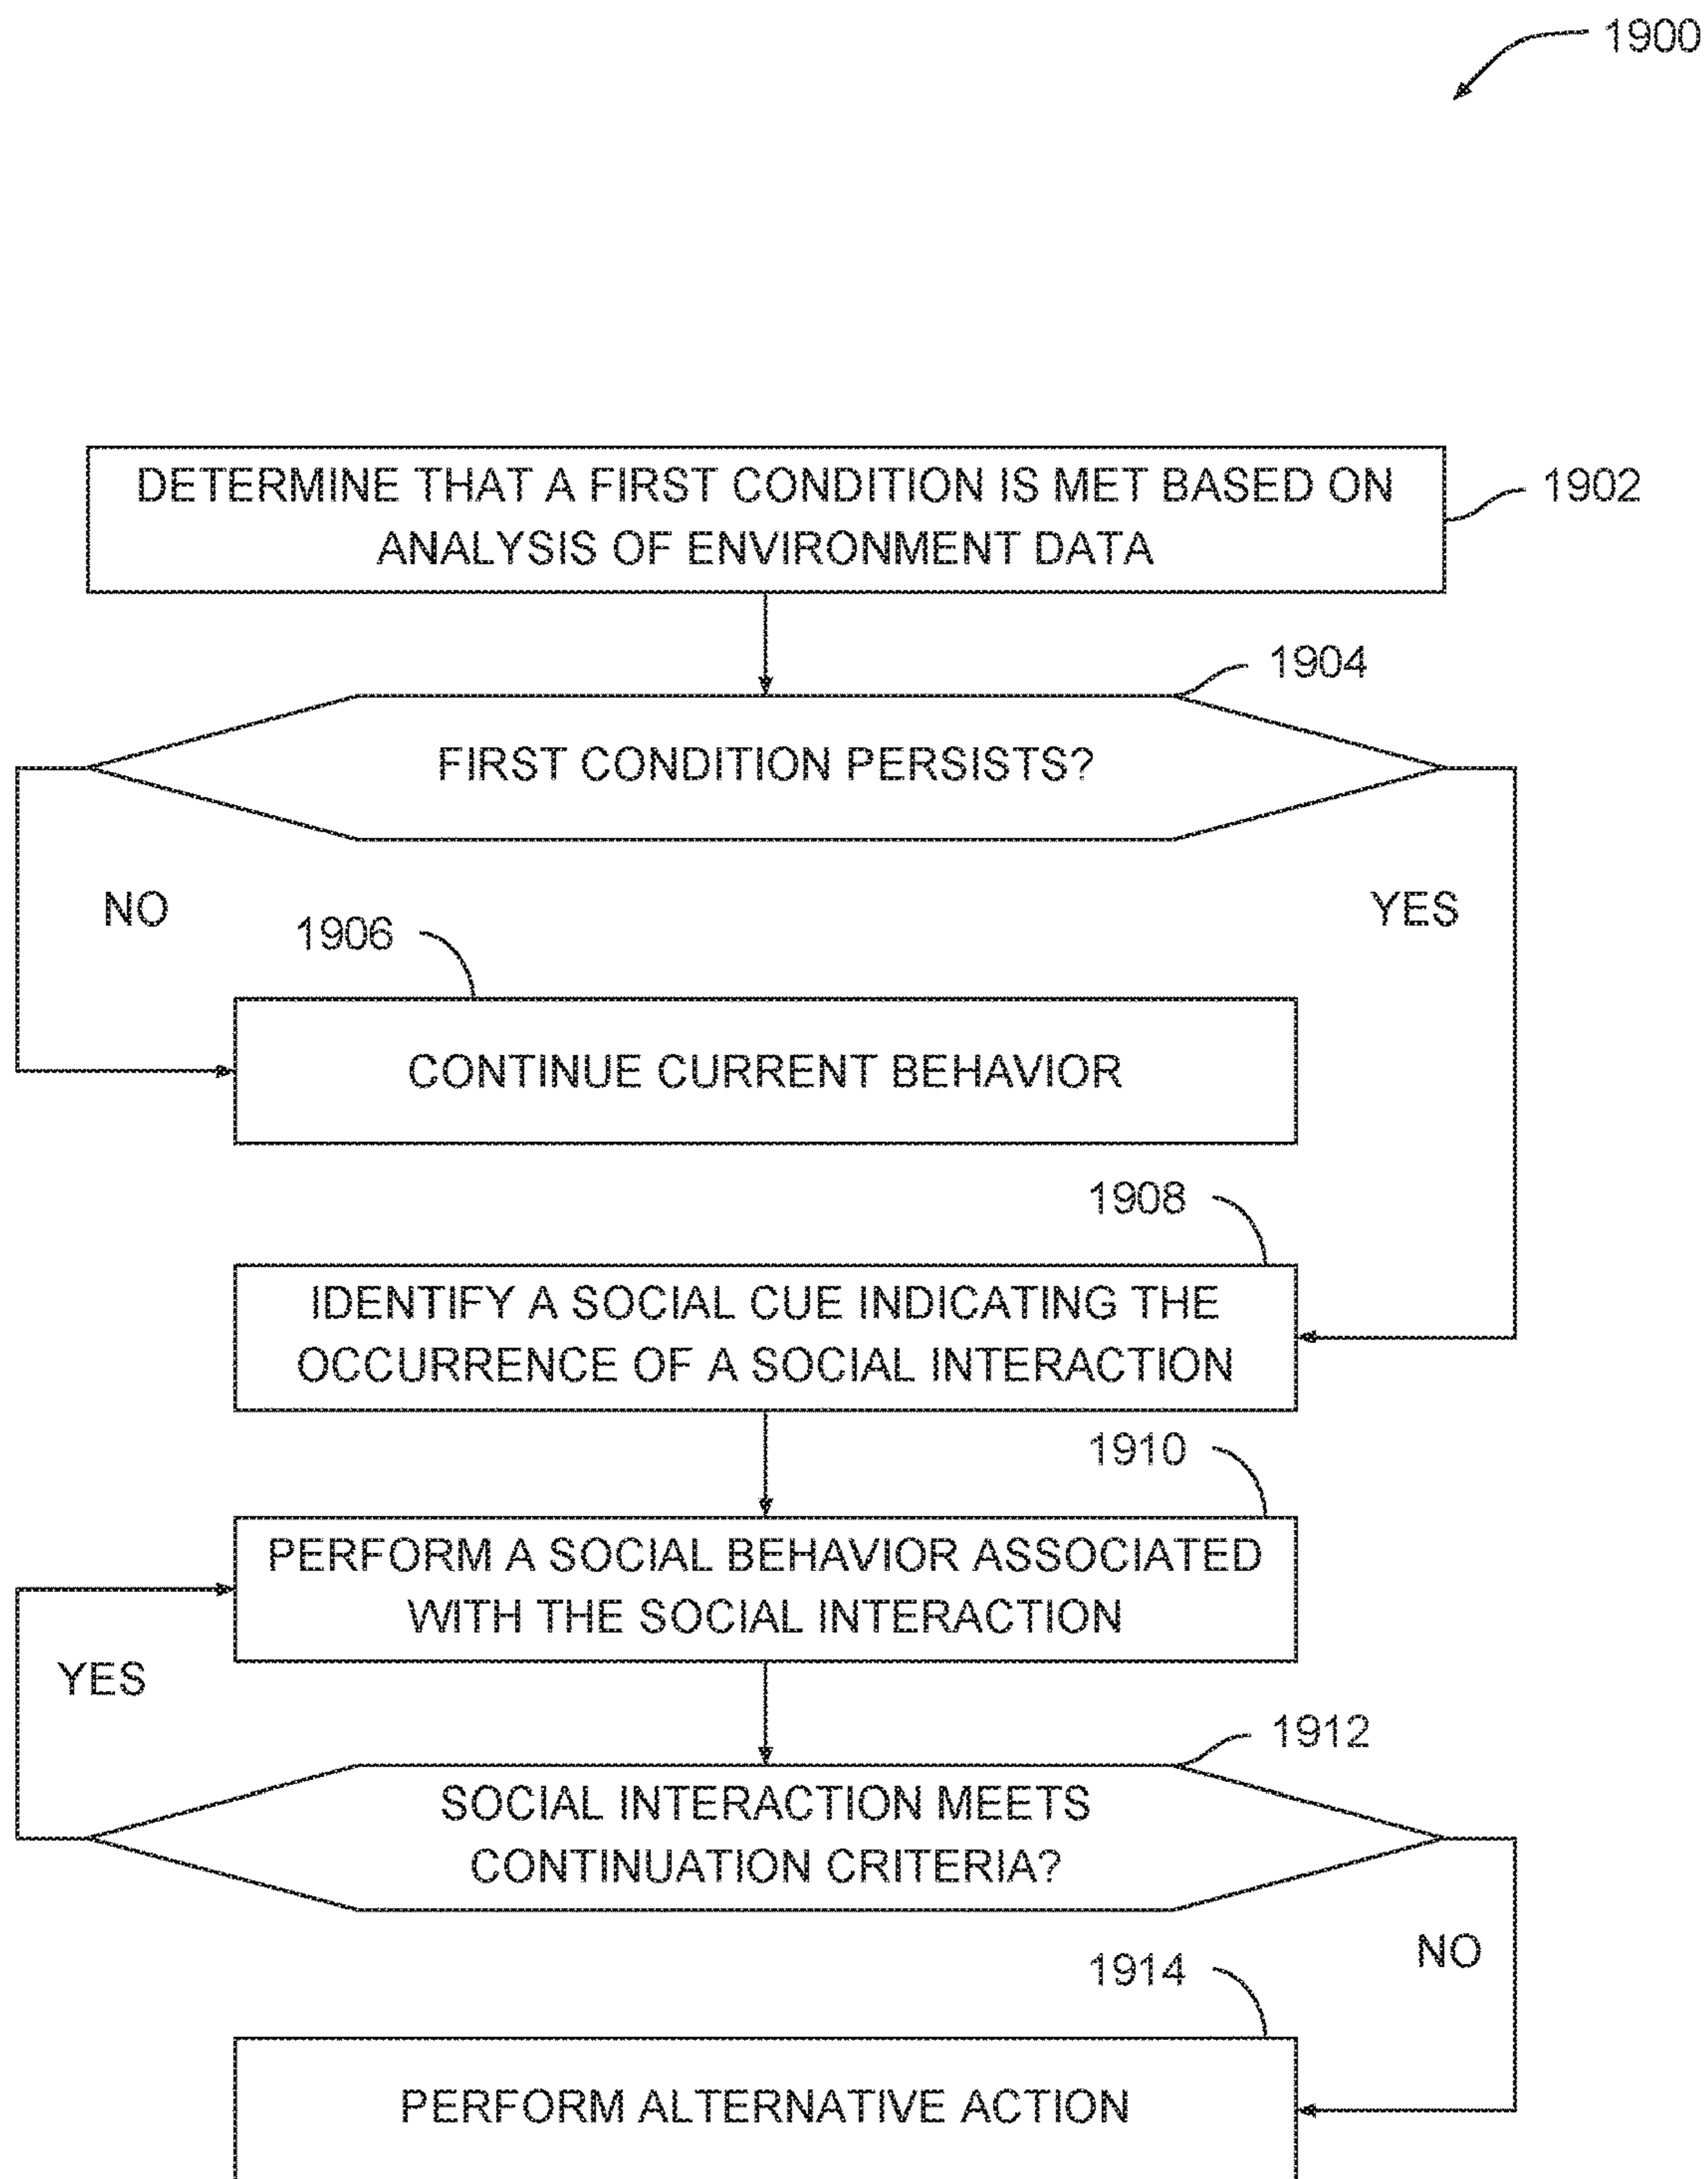 1900
DETERMINE THAT A FIRST CONDITION IS MET BASED ON
ANALYSIS OF ENVIRONMENT DATA
1902
1904
FIRST CONDITION PERSISTS?
NO
YES
1906
CONTINUE CURRENT BEHAVIOR
1908
IDENTIFY A SOCIAL CUE INDICATING THE
OCCURRENCE OF A SOCIAL INTERACTION
1910
PERFORM A SOCIAL BEHAVIOR ASSOCIATED
WITH THE SOCIAL INTERACTION
YES
1912
SOCIAL INTERACTION MEETS
CONTINUATION CRITERIA?
NO
1914
PERFORM ALTERNATIVE ACTION